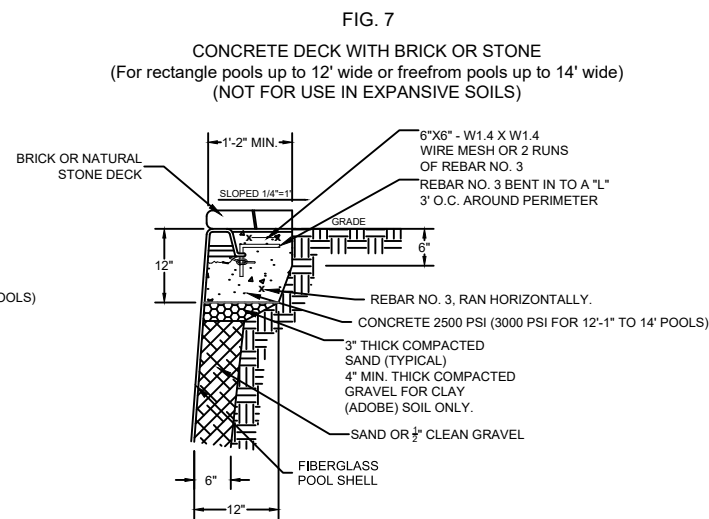 FIG. 7
CONCRETE DECK WITH BRICK OR STONE
(For rectangle pools up to 12' wide or freefrom pools up to 14' wide)
(NOT FOR USE IN EXPANSIVE SOILS)
1'-2" MIN.
6"X6" - W1.4 X W1.4
WIRE MESH OR 2 RUNS
OF REBAR NO. 3
BRICK OR NATURAL
STONE DECK
REBAR NO. 3 BENT IN TO A "L"
3' O.C. AROUND PERIMETER
SLOPED 1/4"=1'
GRADE
6"
12"
OOLS)
REBAR NO. 3, RAN HORIZONTALLY.
CONCRETE 2500 PSI (3000 PSI FOR 12'-1" TO 14' POOLS)
3" THICK COMPACTED
SAND (TYPICAL)
4" MIN. THICK COMPACTED
GRAVEL FOR CLAY
(ADOBE) SOIL ONLY.
SAND OR ½" CLEAN GRAVEL
FIBERGLASS
POOL SHELL
6"
12"